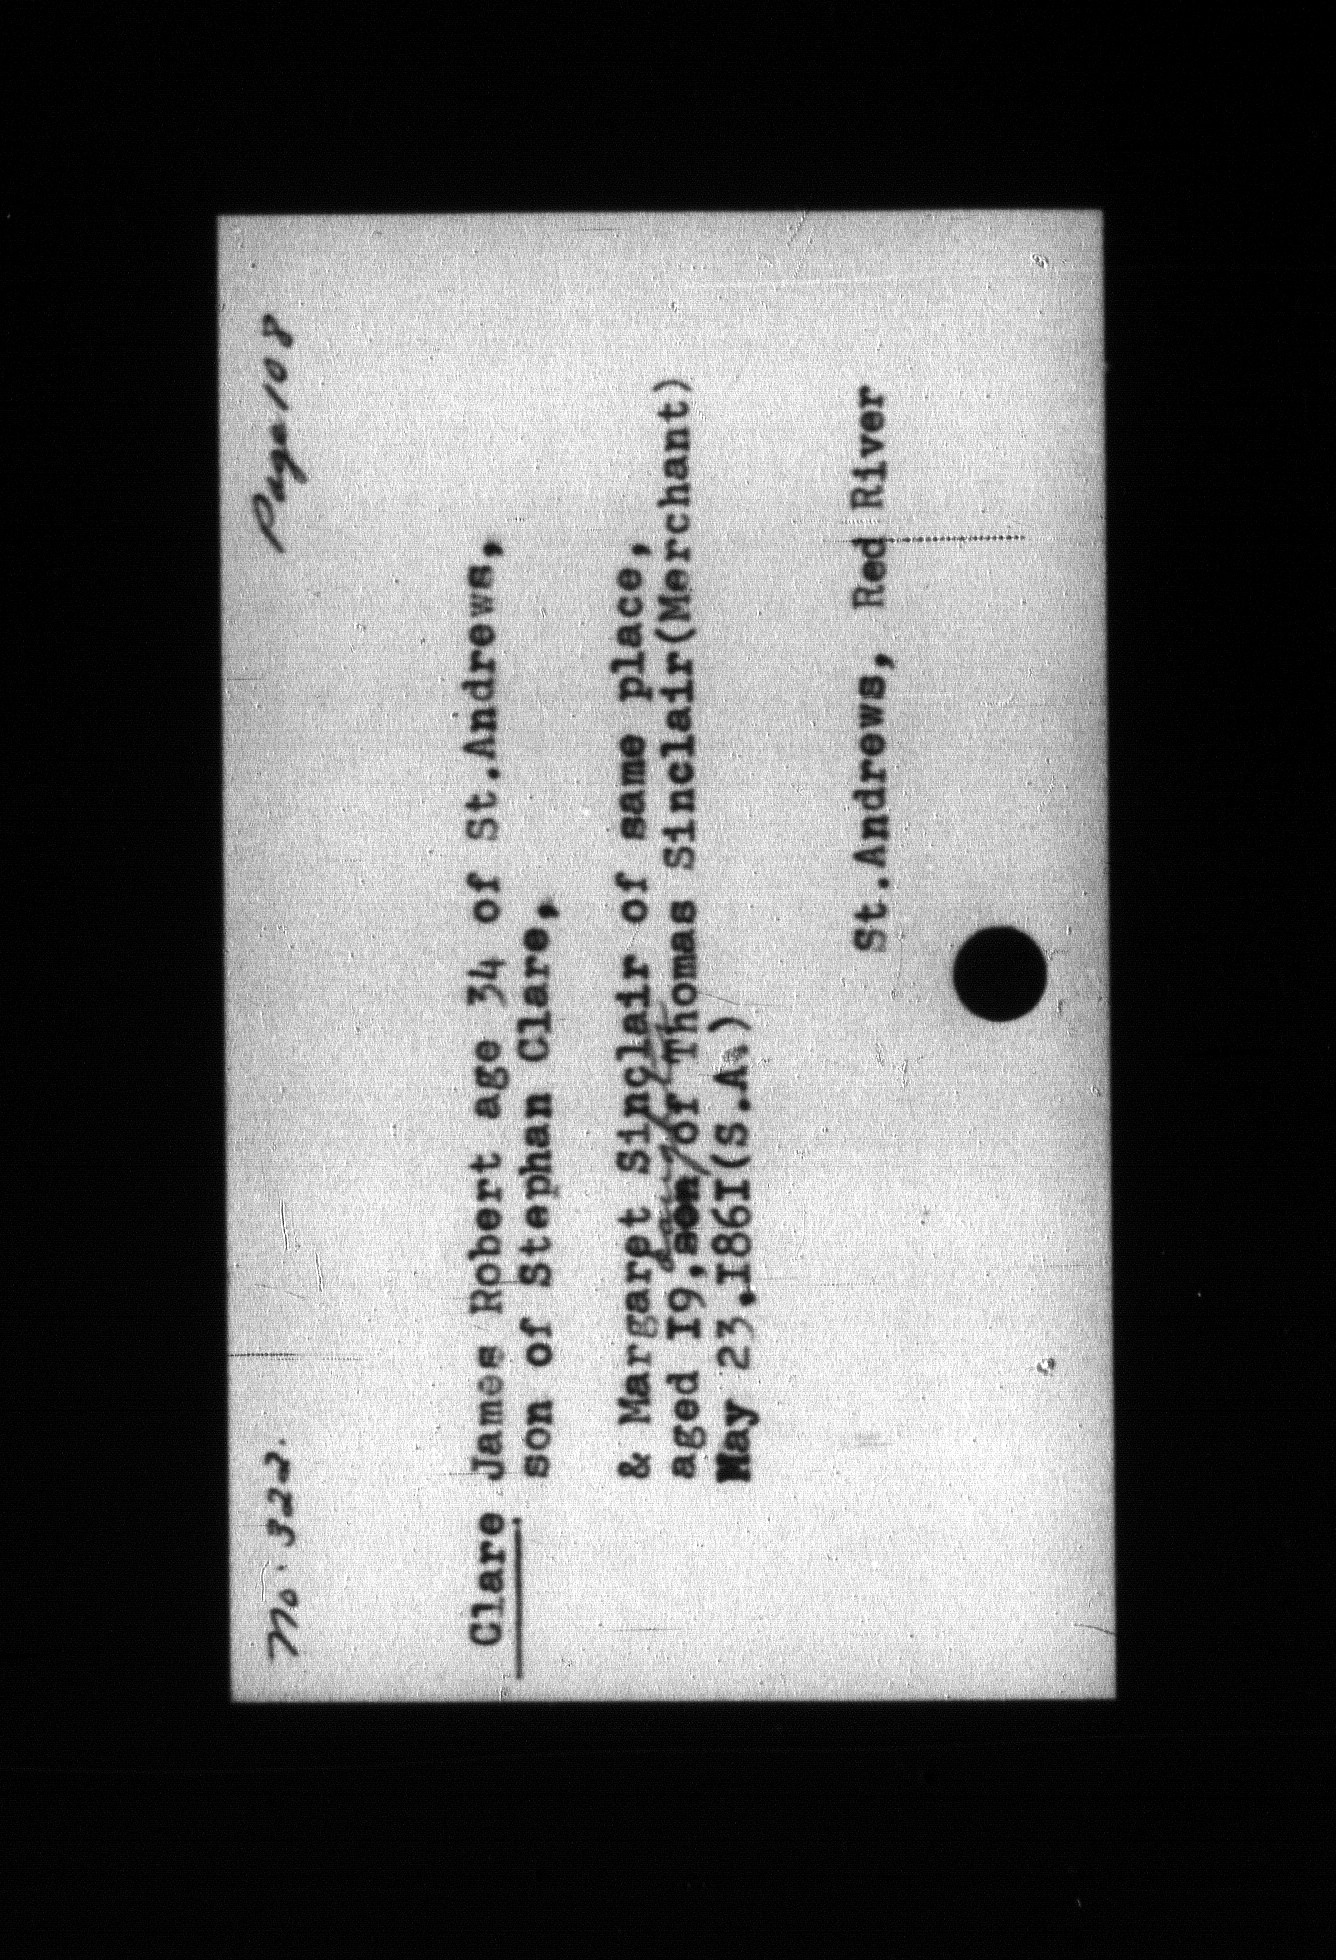 No. 322. Page 108
Clare James Robert age 34 of St.Andrews,
son of Stephan Clare,
& Margaret Sinclair of same place,
daughter
aged I9,son/of Thomas Sinclair(Merchant)
May 23.I86I(S.A.)
St.Andrews, Red River